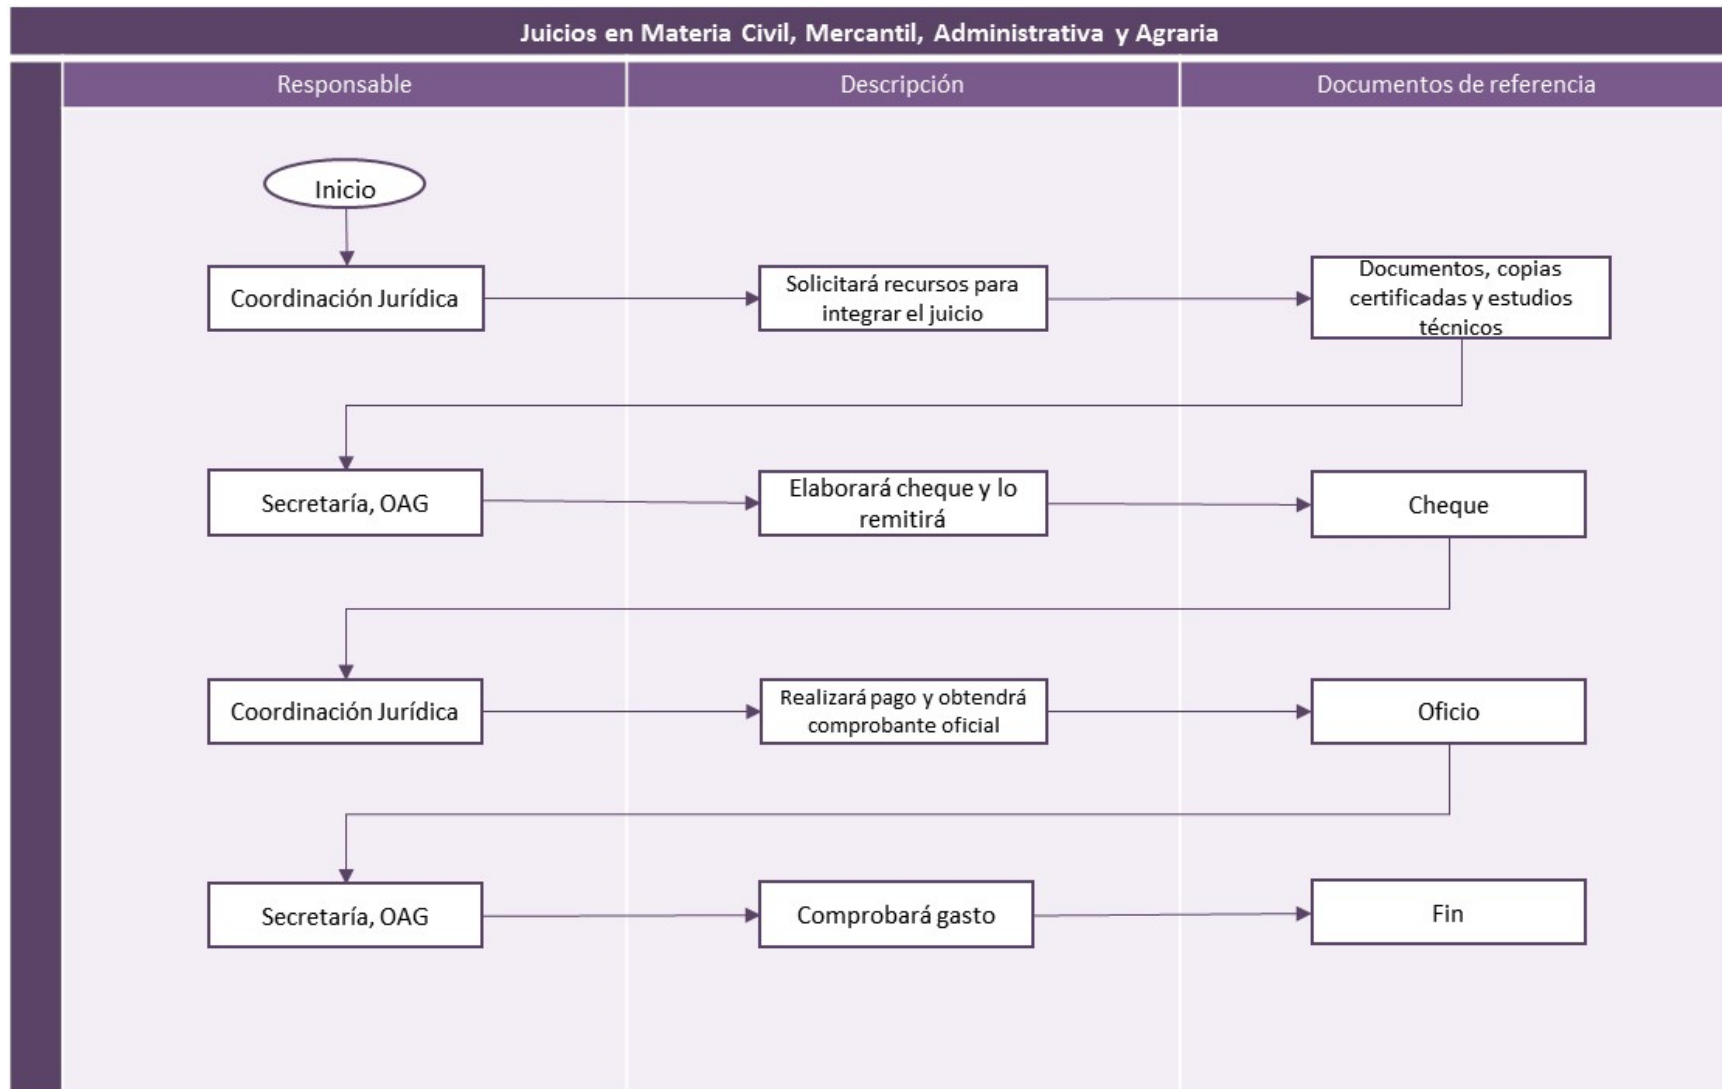 Juicios en Materia Civil, Mercantil, Administrativa y Agraria
Responsable
Descripción
Documentos de referencia
Inicio
Coordinación Jurídica
Solicitará recursos para
integrar el juicio
Documentos, copias
certificadas y estudios
técnicos
Secretaría, OAG
Elaborará cheque y lo
remitirá
Cheque
Coordinación Jurídica
Realizará pago y obtendrá
comprobante oficial
Oficio
Secretaría, OAG
Comprobará gasto
Fin